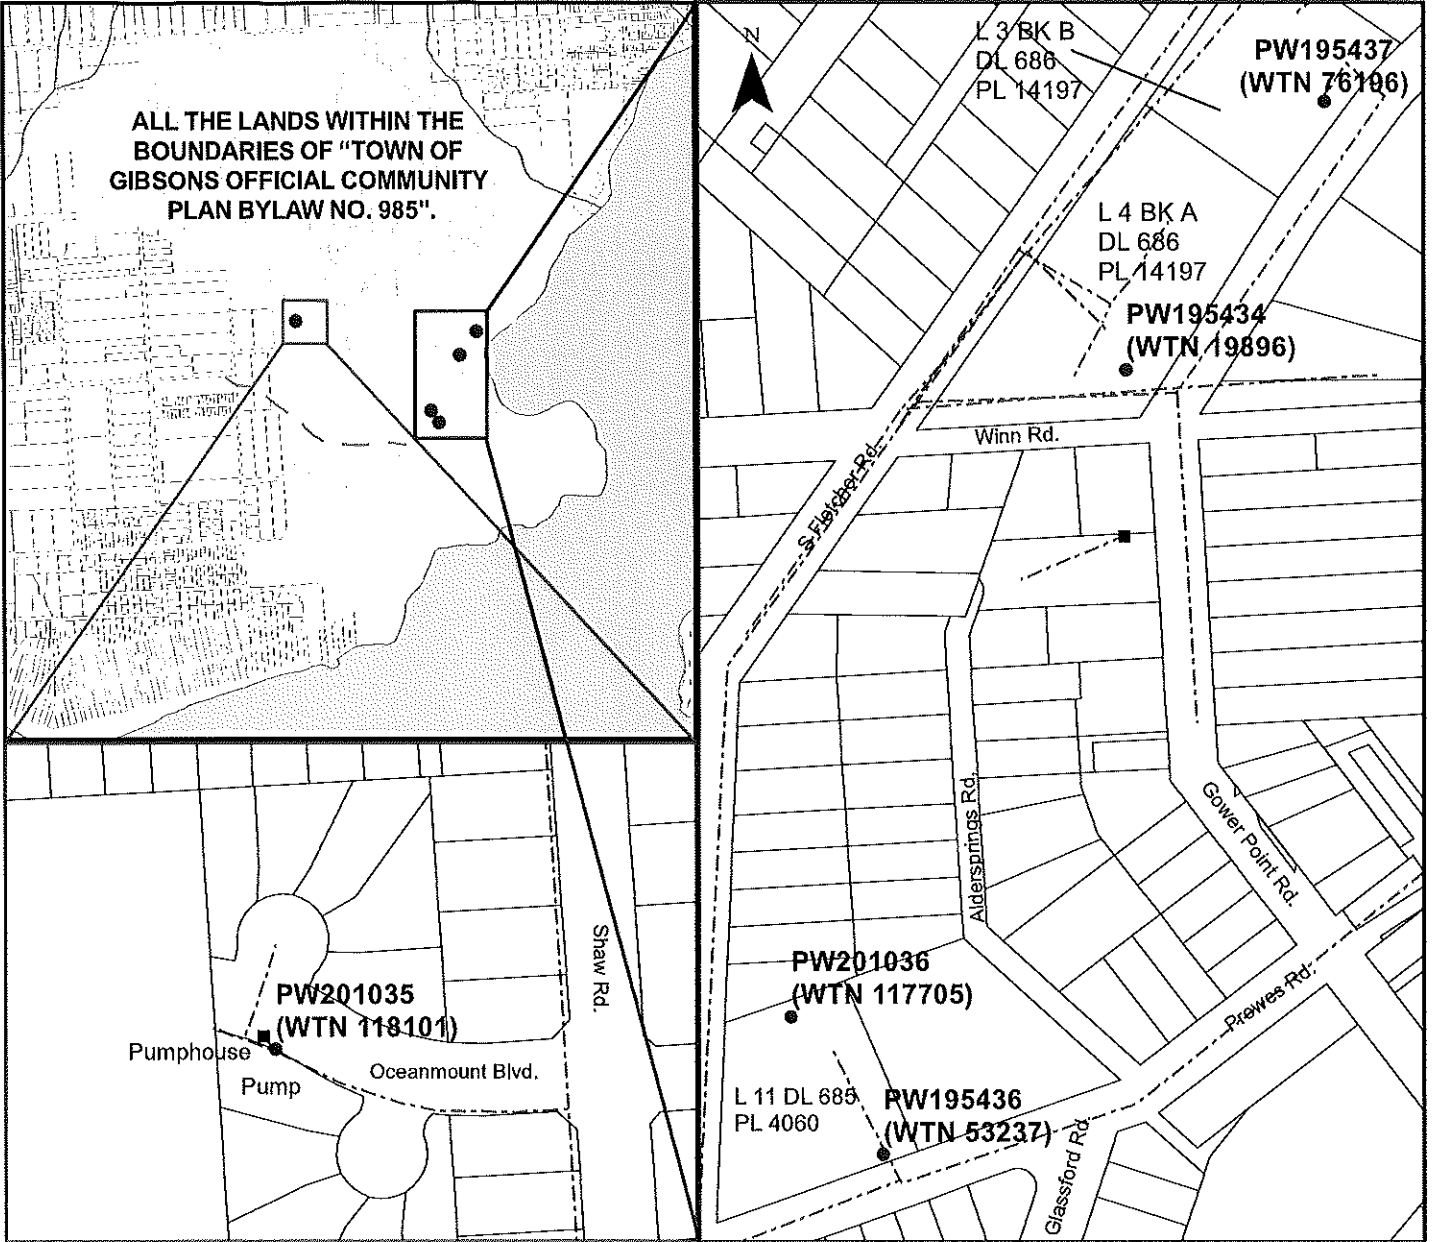 ALL THE LANDS WITHIN THE
BOUNDARIES OF "TOWN OF
GIBSONS OFFICIAL COMMUNITY
PLAN BYLAW NO. 985".
N
L 3 BK B
DL 686
PL 14197
PW195437
(WTN 76196)
L 4 BK A
DL 686
PL 14197
PW195434
(WTN 19896)
Winn Rd.
S Fletcher Rd.
Gower Point Rd.
Aldersprings Rd.
PW201036
(WTN 117705)
Prowes Rd.
L 11 DL 685
PL 4060
PW195436
(WTN 53237)
Glassford Rd.
Shaw Rd.
PW201035
(WTN 118101)
Pumphouse
Pump
Oceanmount Blvd.